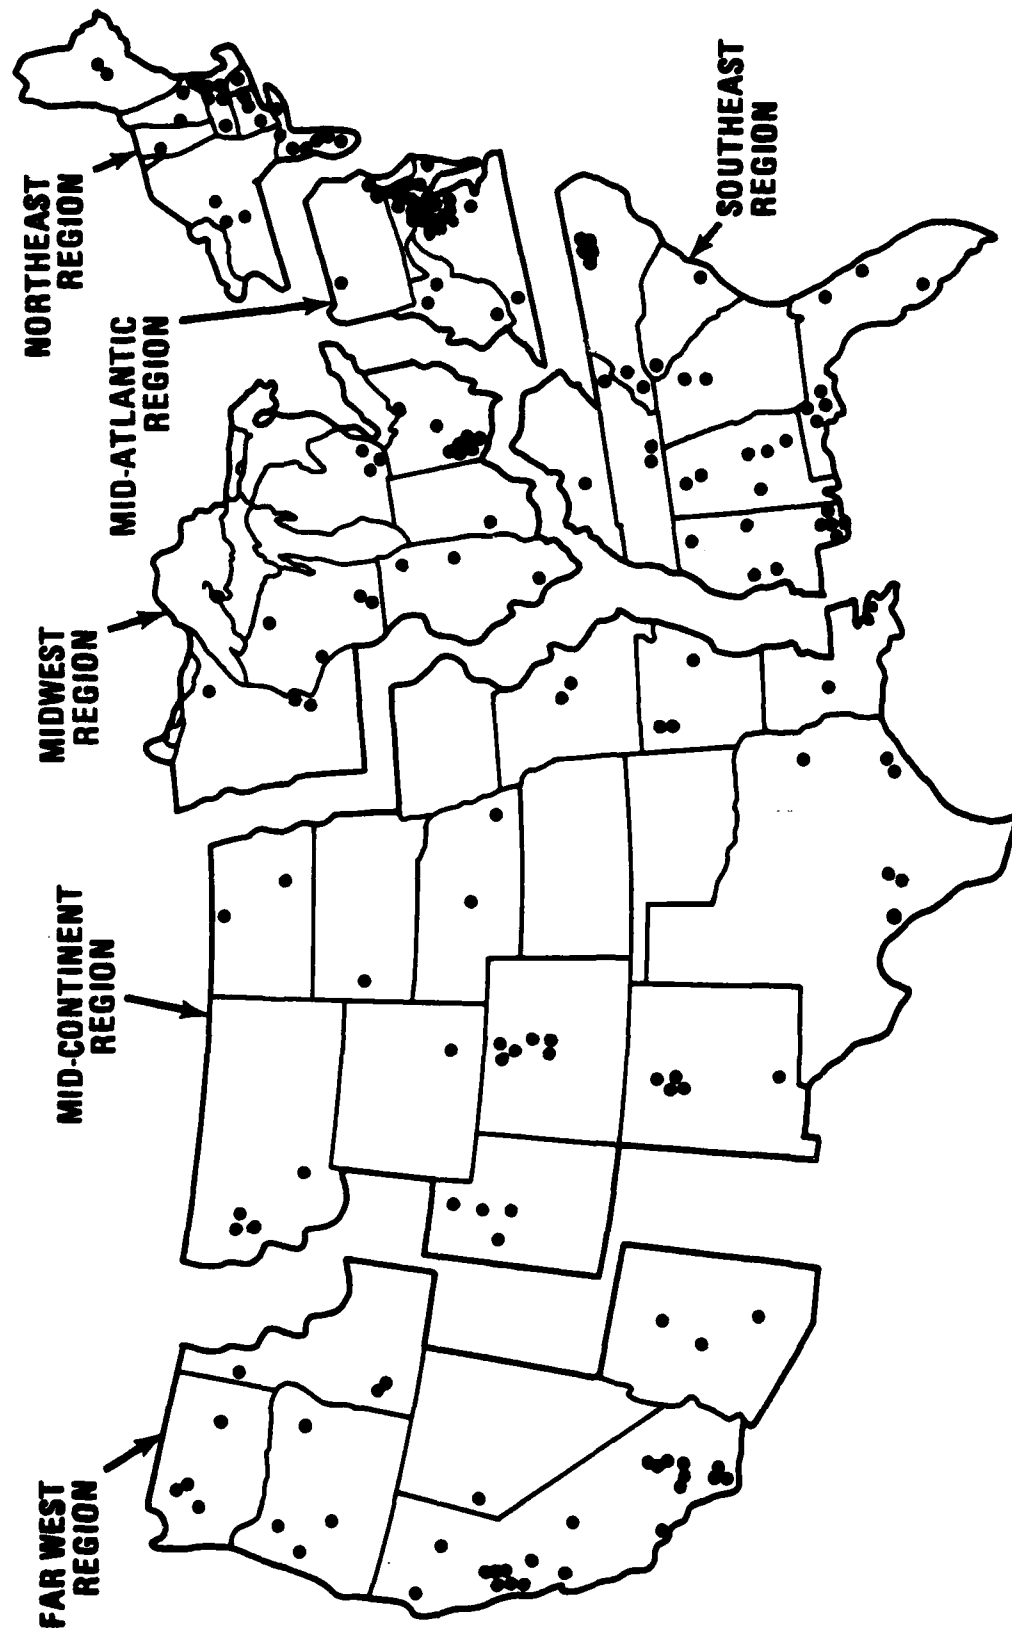 FAR WEST
REGION
MID-CONTINENT
REGION
MIDWEST
REGION
MID-ATLANTIC
REGION
NORTHEAST
REGION
SOUTHEAST
REGION